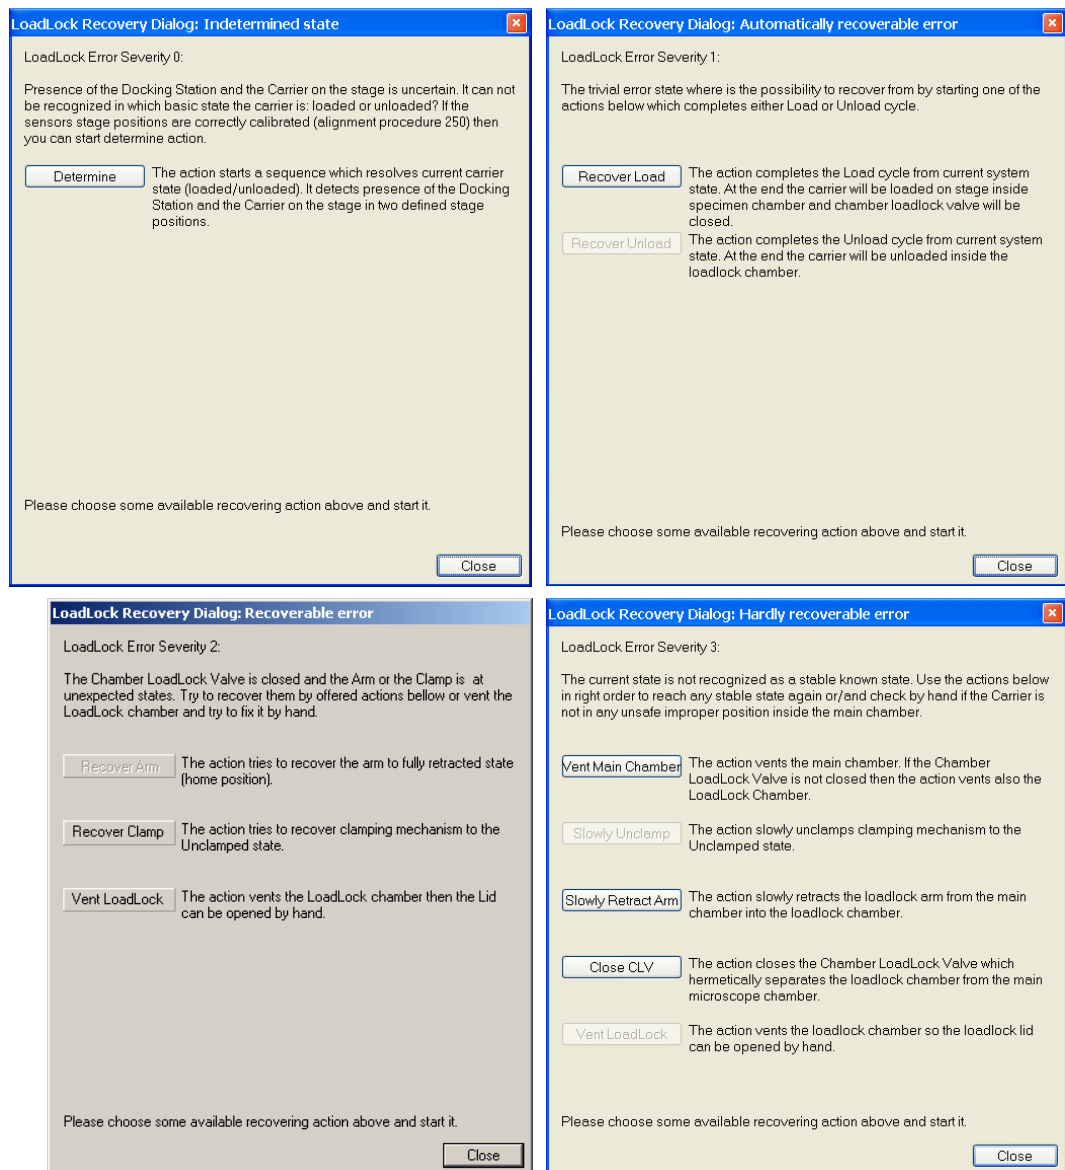 LoadLock Recovery Dialog: Indetermined state
LoadLock Error Severity 0:
Presence of the Docking Station and the Carrier on the stage is uncertain. It can not
be recognized in which basic state the carrier is: loaded or unloaded? If the
sensors stage positions are correctly calibrated (alignment procedure 250) then
you can start determine action.
Determine
The action starts a sequence which resolves current carrier
state (loaded/unloaded). It detects presence of the Docking
Station and the Carrier on the stage in two defined stage
positions.
Please choose some available recovering action above and start it.
Close
LoadLock Recovery Dialog: Automatically recoverable error
LoadLock Error Severity 1:
The trivial error state where is the possibility to recover from by starting one of the
actions below which completes either Load or Unload cycle.
Recover Load
The action completes the Load cycle from current system
state. At the end the carrier will be loaded on stage inside
specimen chamber and chamber loadlock valve will be
closed.
Recover Unload
The action completes the Unload cycle from current system
state. At the end the carrier will be unloaded inside the
loadlock chamber.
Please choose some available recovering action above and start it.
Close
LoadLock Recovery Dialog: Recoverable error
LoadLock Error Severity 2:
The Chamber LoadLock Valve is closed and the Arm or the Clamp is at
unexpected states. Try to recover them by offered actions bellow or vent the
LoadLock chamber and try to fix it by hand.
Recover Arm
The action tries to recover the arm to fully retracted state
(home position).
Recover Clamp
The action tries to recover clamping mechanism to the
Unclamped state.
Vent LoadLock
The action vents the LoadLock chamber then the Lid
can be opened by hand.
Please choose some available recovering action above and start it.
Close
LoadLock Recovery Dialog: Hardly recoverable error
LoadLock Error Severity 3:
The current state is not recognized as a stable known state. Use the actions below
in right order to reach any stable state again or/and check by hand if the Carrier is
not in any unsafe improper position inside the main chamber.
Vent Main Chamber
The action vents the main chamber. If the Chamber
LoadLock Valve is not closed then the action vents also the
LoadLock Chamber.
Slowly Unclamp
The action slowly unclamps clamping mechanism to the
Unclamped state.
Slowly Retract Arm
The action slowly retracts the loadlock arm from the main
chamber into the loadlock chamber.
Close CLV
The action closes the Chamber LoadLock Valve which
hermetically separates the loadlock chamber from the main
microscope chamber.
Vent LoadLock
The action vents the loadlock chamber so the loadlock lid
can be opened by hand.
Please choose some available recovering action above and start it.
Close